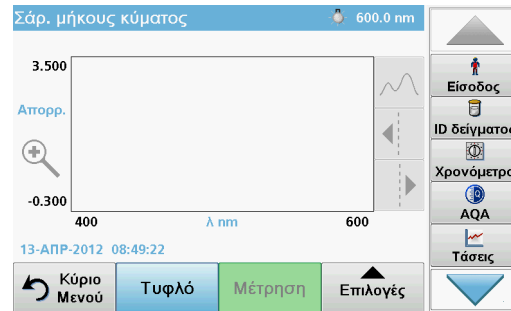 Σάρ. μήκους κύματος
600.0 nm
3.500
Απορρ.
-0.300
400
λ nm
600
13-ΑΠΡ-2012 08:49:22
Κύριο
Μενού
Τυφλό
Μέτρηση
Επιλογές
Είσοδος
ID δείγματος
Χρονόμετρο
AQA
Τάσεις